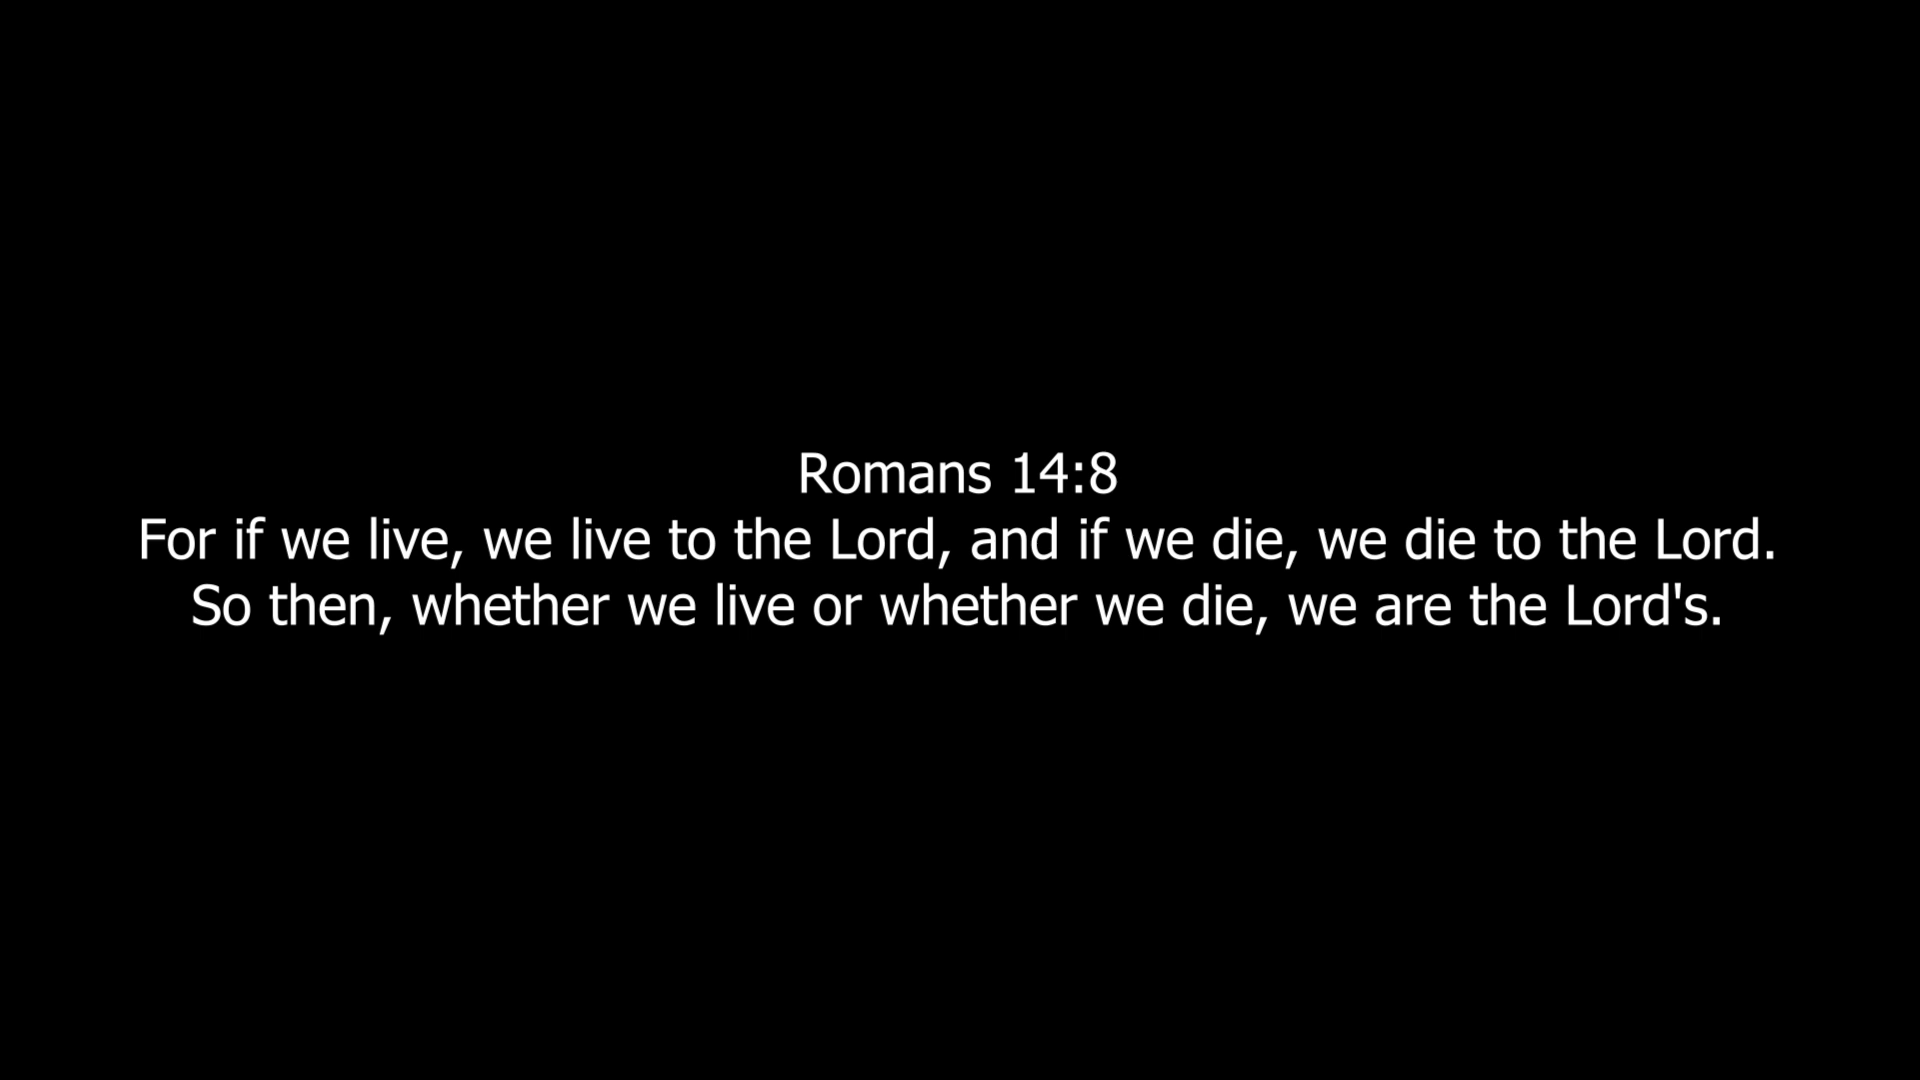 Romans 14:8
For if we live, we live to the Lord, and if we die, we die to the Lord.
So then, whether we live or whether we die, we are the Lord's.